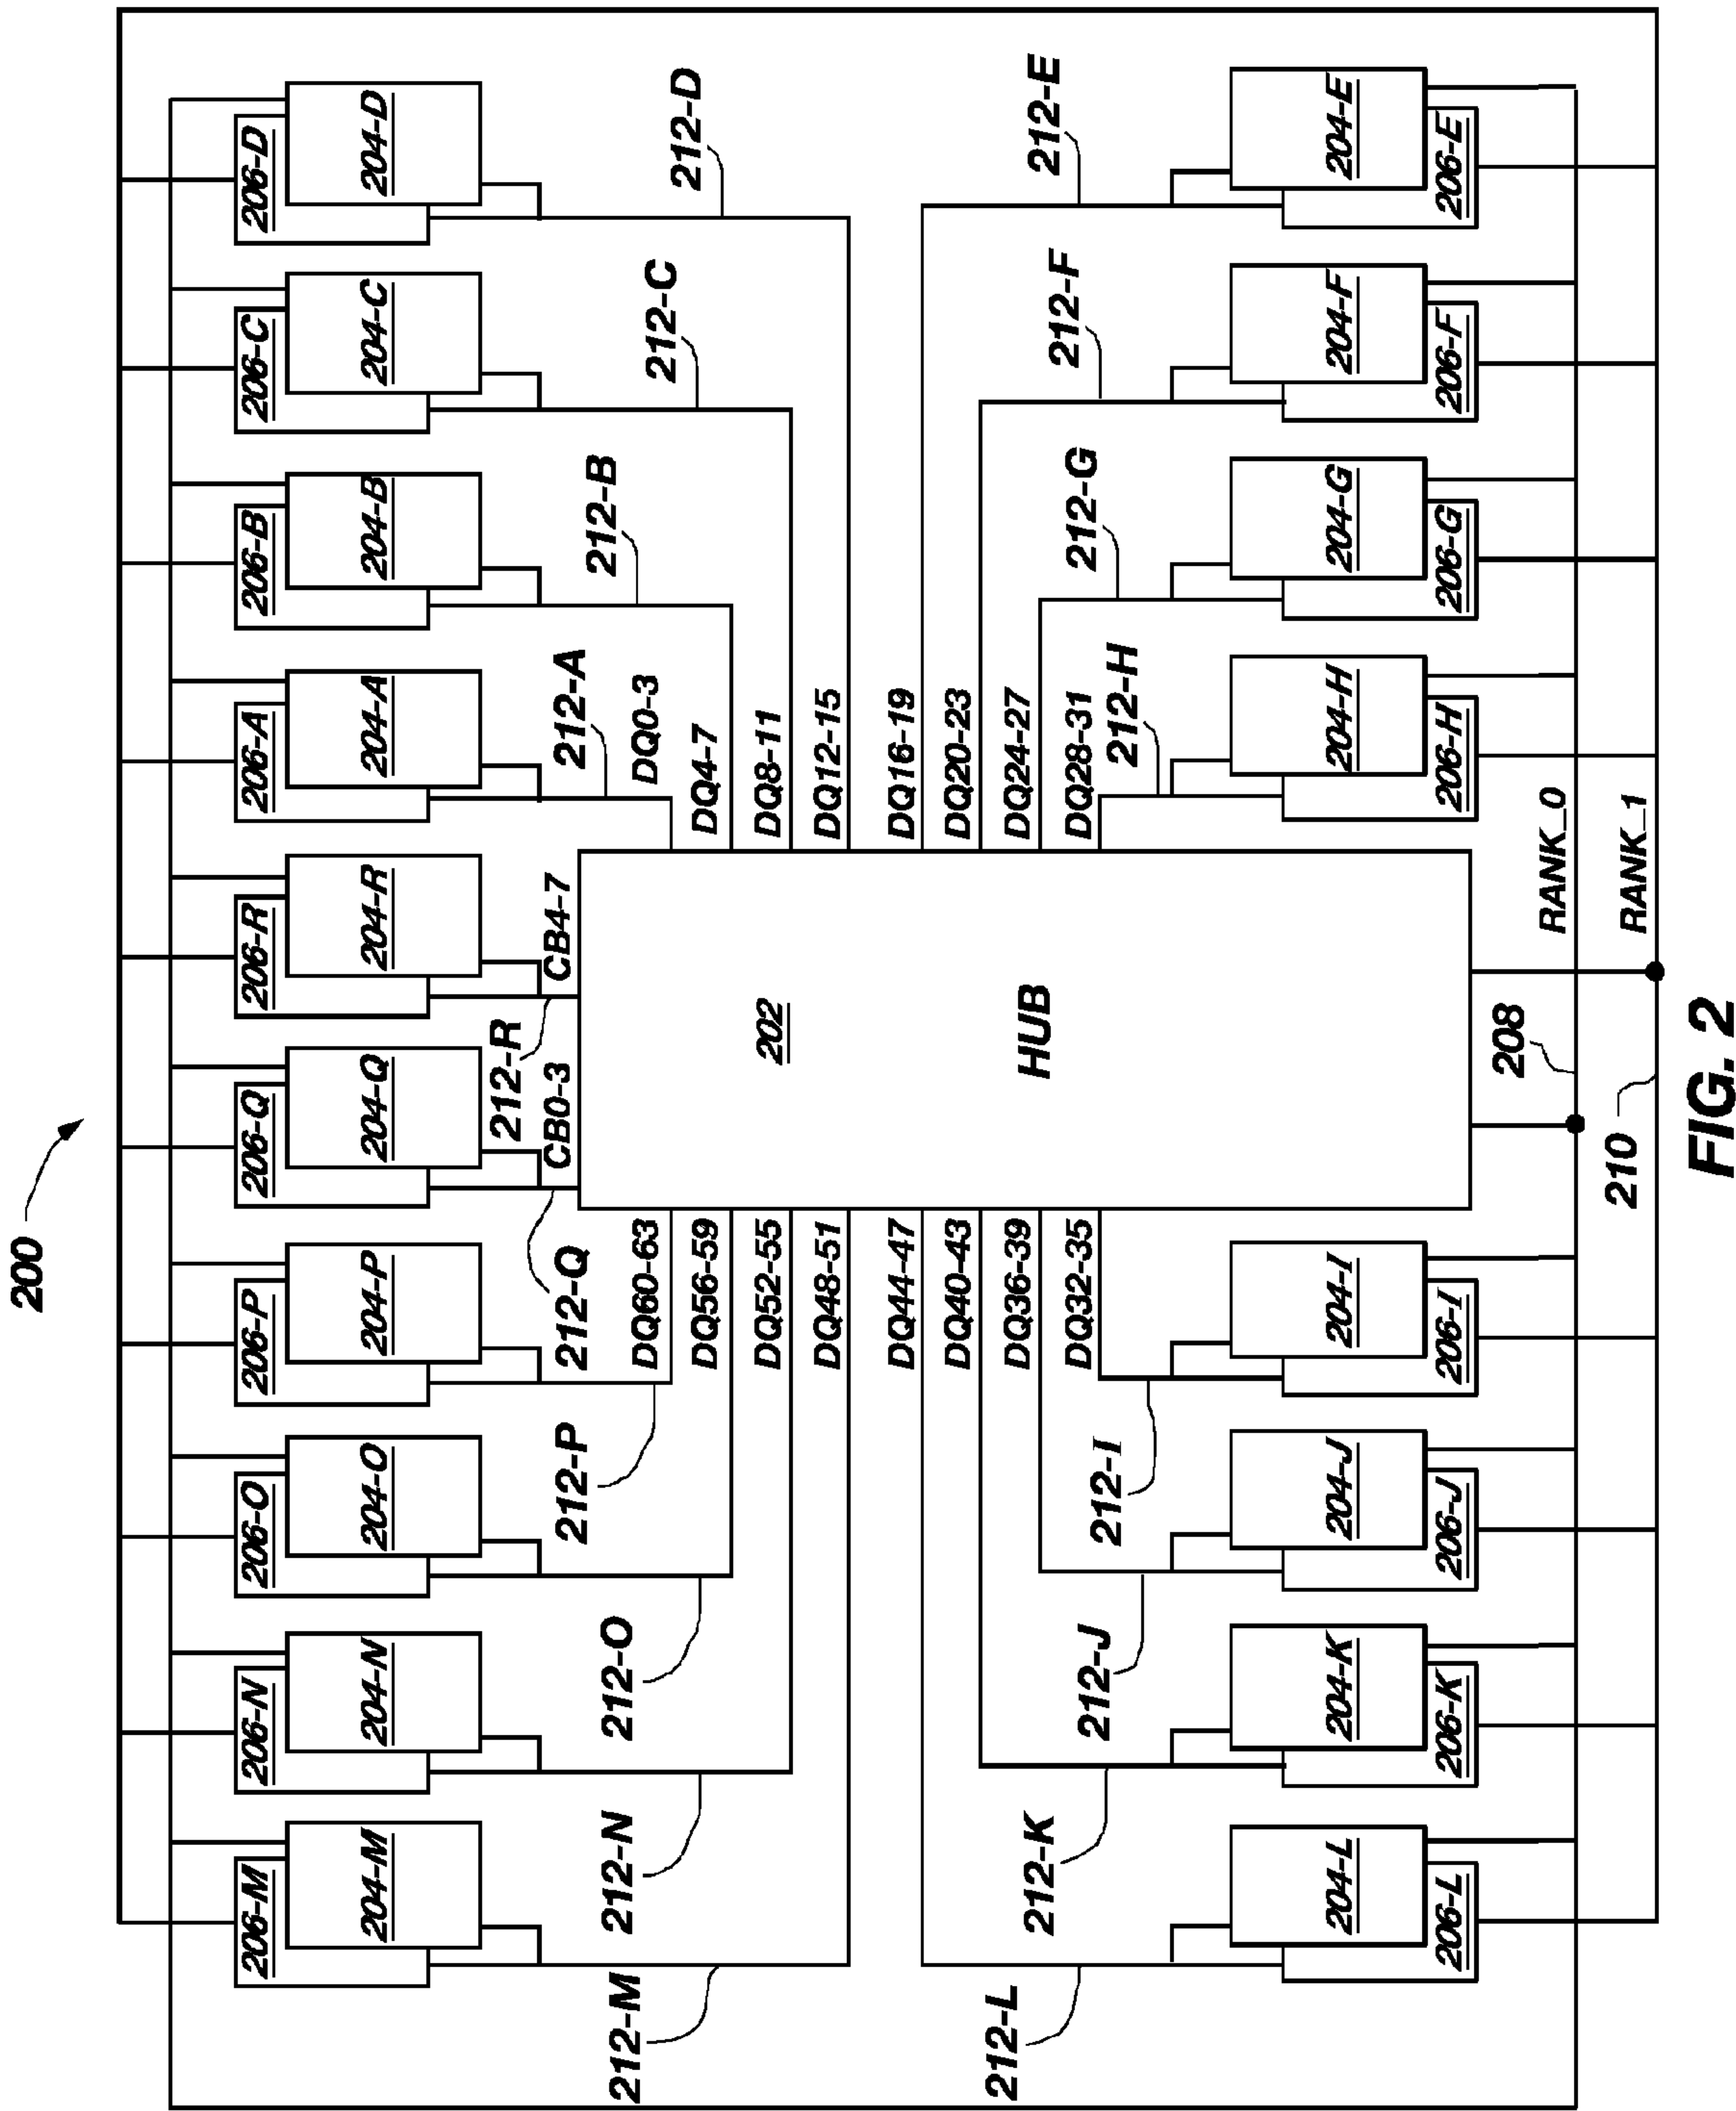 200
206-M
206-N
206-O
206-P
206-Q
206-R
206-A
206-B
206-C
206-D
204-M
204-N
204-O
204-P
204-Q
204-R
204-A
204-B
204-C
204-D
212-R
CB0-3
CB4-7
212-P
212-Q
212-A
212-M
212-N
212-O
212-B
212-C
212-D
DQ60-63
DQ0-3
DQ56-59
DQ4-7
DQ52-55
DQ8-11
DQ48-51
DQ12-15
202
HUB
DQ44-47
DQ16-19
DQ40-43
DQ20-23
DQ36-39
DQ24-27
DQ32-35
DQ28-31
212-L
212-K
212-J
212-I
212-H
212-G
212-F
212-E
204-L
204-K
204-J
204-I
204-H
204-G
204-F
204-E
206-L
206-K
206-J
206-I
206-H
206-G
206-F
206-E
208
RANK_0
210
RANK_1
FIG. 2